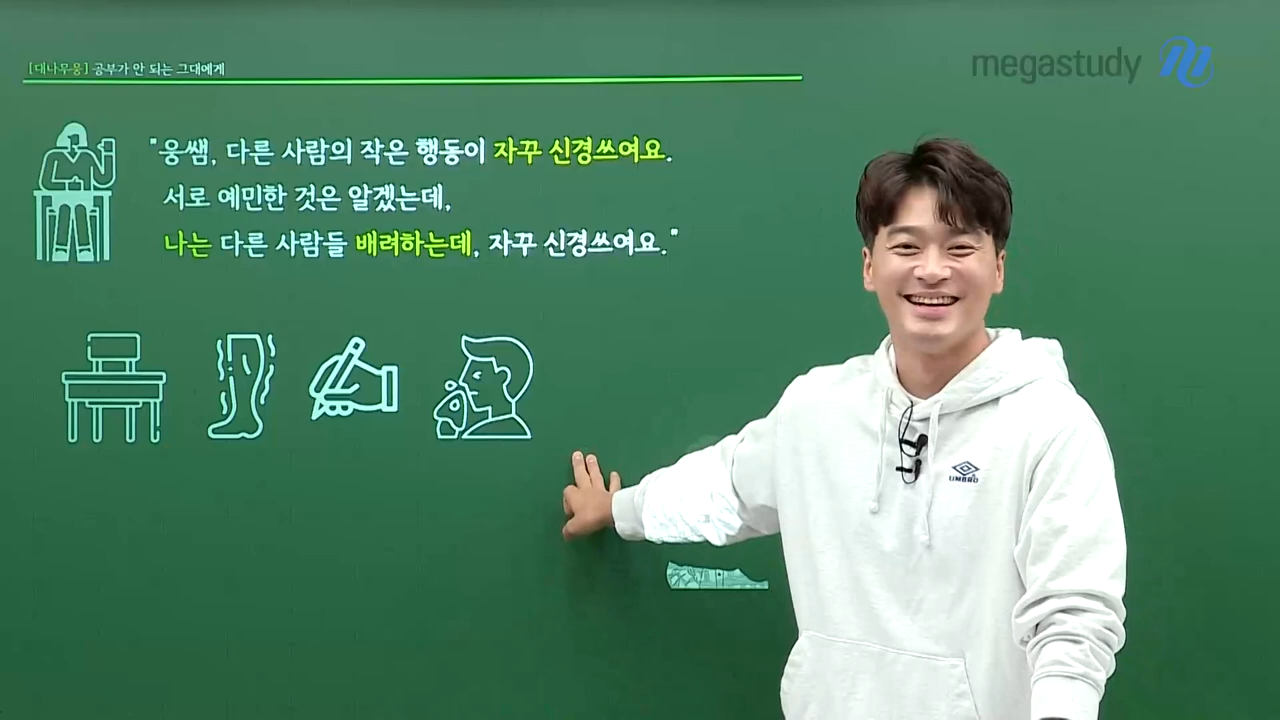 [대나무웅] 공부가 안 되는 그대에게
megastudy
"웅쌤, 다른 사람의 작은 행동이 자꾸 신경쓰여요.
서로 예민한 것은 알겠는데,
나는 다른 사람들 배려하는데, 자꾸 신경쓰여요."
UMBRO